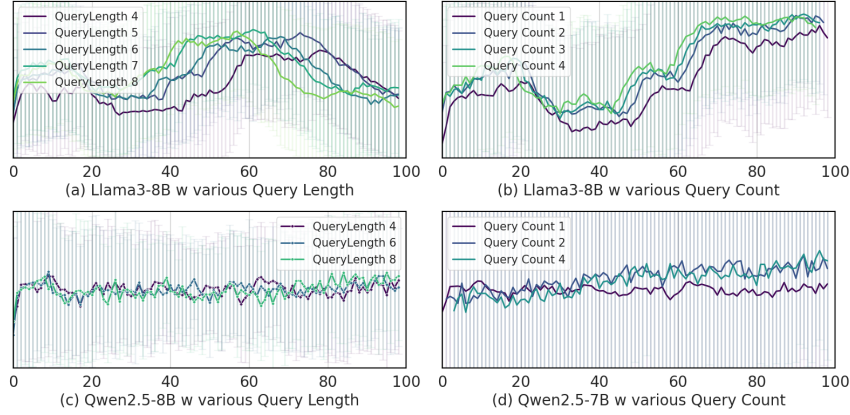 QueryLength 4
QueryLength 5
QueryLength 6
QueryLength 7
QueryLength 8
0 20 40 60 80 100
(a) Llama3-8B w various Query Length
Query Count 1
Query Count 2
Query Count 3
Query Count 4
0 20 40 60 80 100
(b) Llama3-8B w various Query Count
QueryLength 4
QueryLength 6
QueryLength 8
0 20 40 60 80 100
(c) Qwen2.5-8B w various Query Length
Query Count 1
Query Count 2
Query Count 4
0 20 40 60 80 100
(d) Qwen2.5-7B w various Query Count